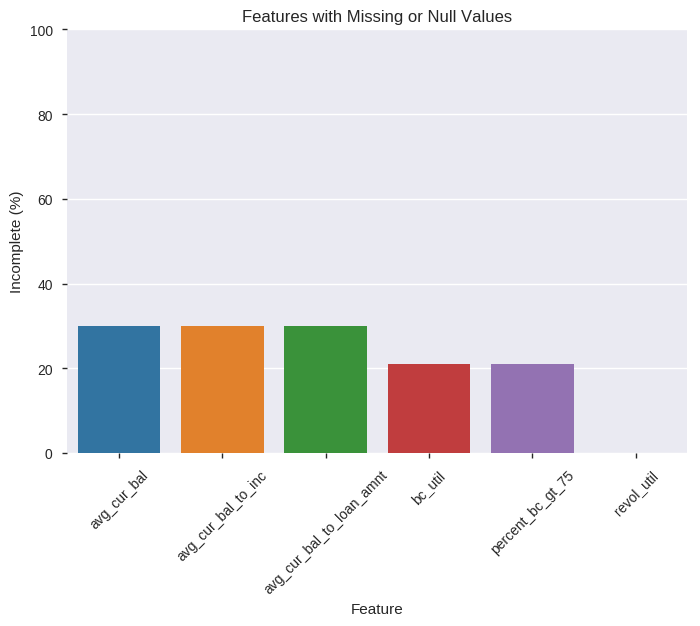 Features with Missing or Null Values
100
80
60
40
20
0
Incomplete (%)
avg_cur_bal
avg_cur_bal_to_inc
avg_cur_bal_to_loan_amnt
bc_util
percent_bc_gt_75
revol_util
Feature